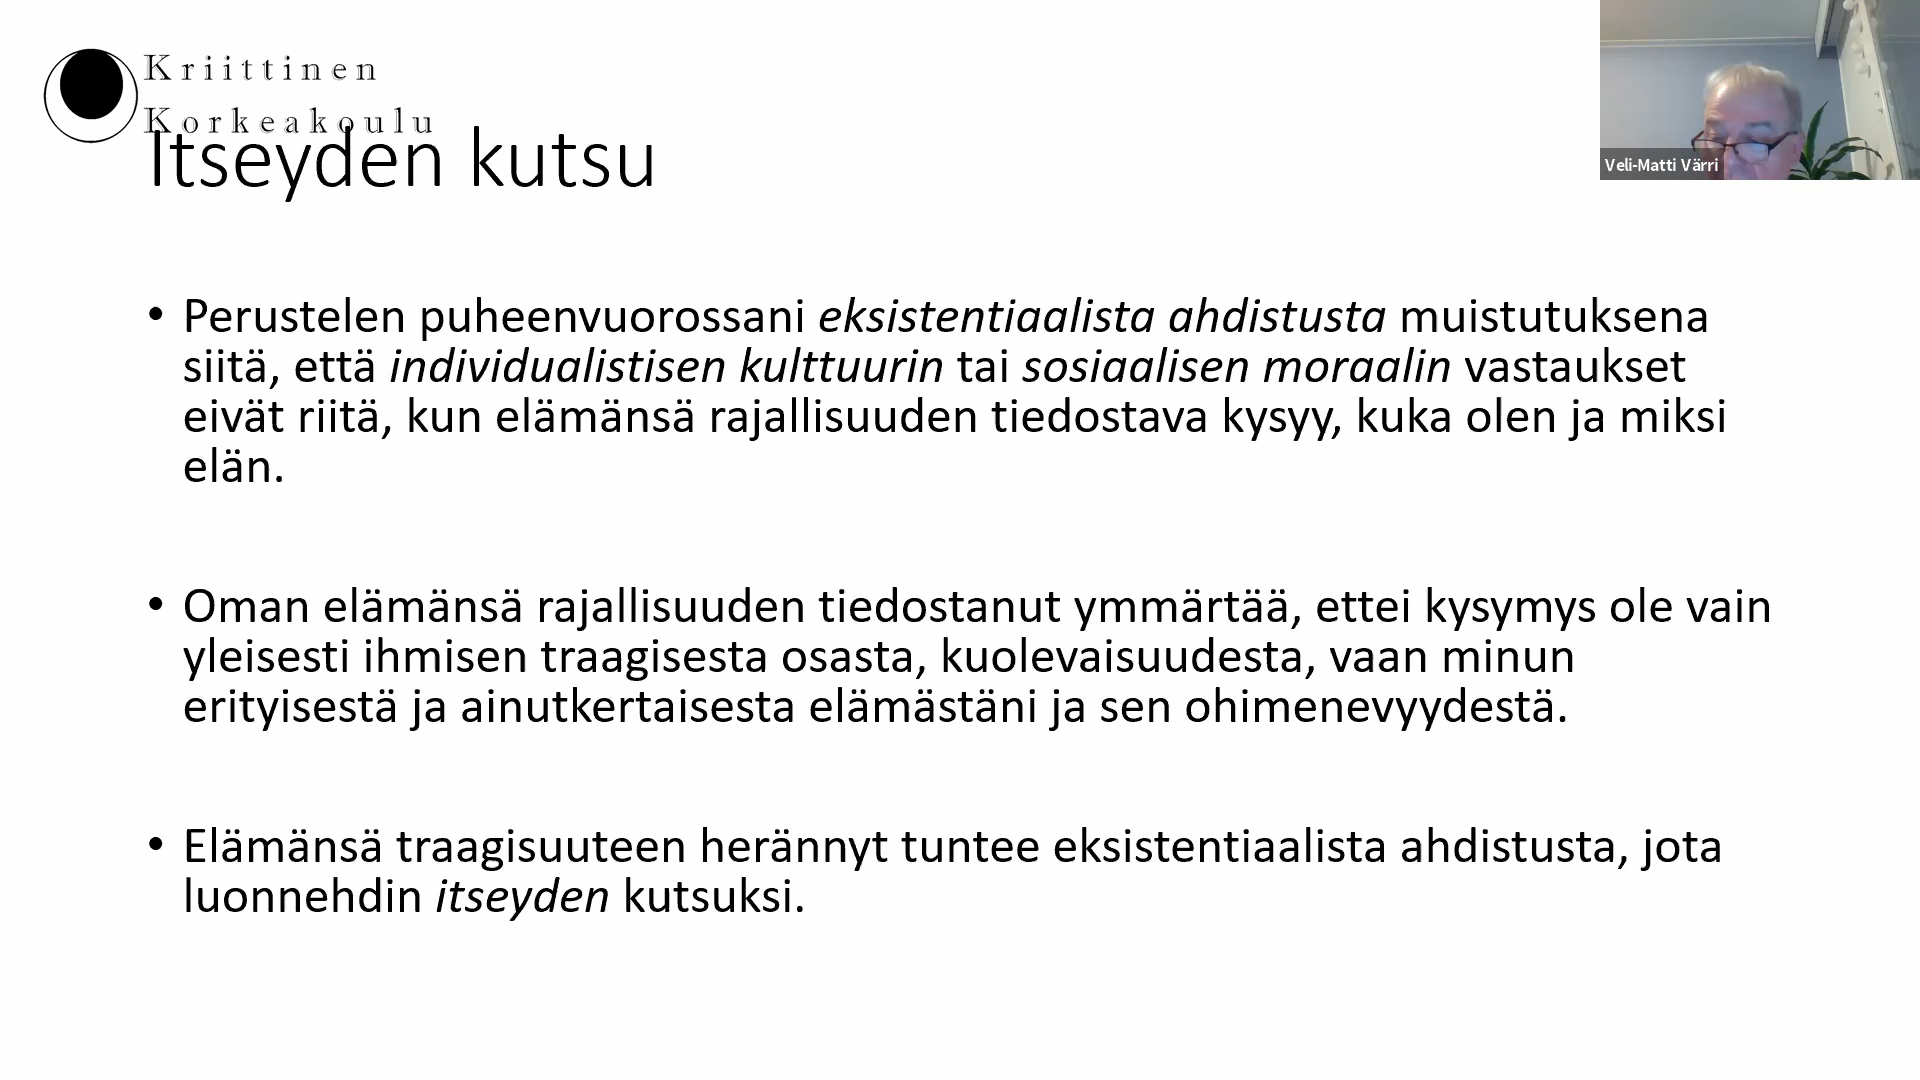 Kriittinen
Korkeakoulu
Itseyden kutsu
Veli-Matti Värri
• Perustelen puheenvuorossani eksistentiaalista ahdistusta muistutuksena
siitä, että individualistisen kulttuurin tai sosiaalisen moraalin vastaukset
eivät riitä, kun elämänsä rajallisuuden tiedostava kysyy, kuka olen ja miksi
elän.
• Oman elämänsä rajallisuuden tiedostanut ymmärtää, ettei kysymys ole vain
yleisesti ihmisen traagisesta osasta, kuolevaisuudesta, vaan minun
erityisestä ja ainutkertaisesta elämästäni ja sen ohimenevyydestä.
• Elämänsä traagisuuteen herännyt tuntee eksistentiaalista ahdistusta, jota
luonnehdin itseyden kutsuksi.